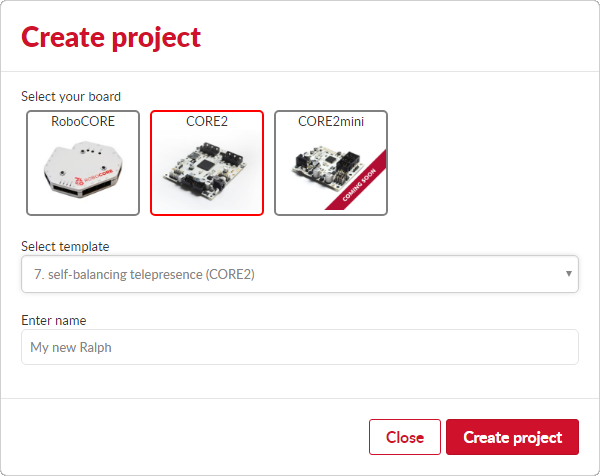 Create project
Select your board
RoboCORE
CORE2
CORE2mini
ROBOCORE
COMING SOON
Select template
7. self-balancing telepresence (CORE2)
Enter name
My new Ralph
Close
Create project